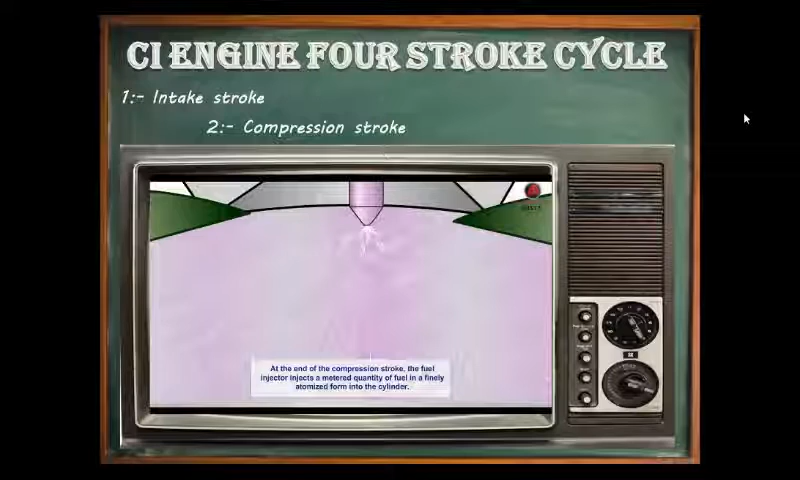 CI ENGINE FOUR STROKE CYCLE
1:- Intake stroke
2:- Compression stroke
At the end of the compression stroke, the fuel
injector injects a metered quantity of fuel in a finely
atomized form into the cylinder.